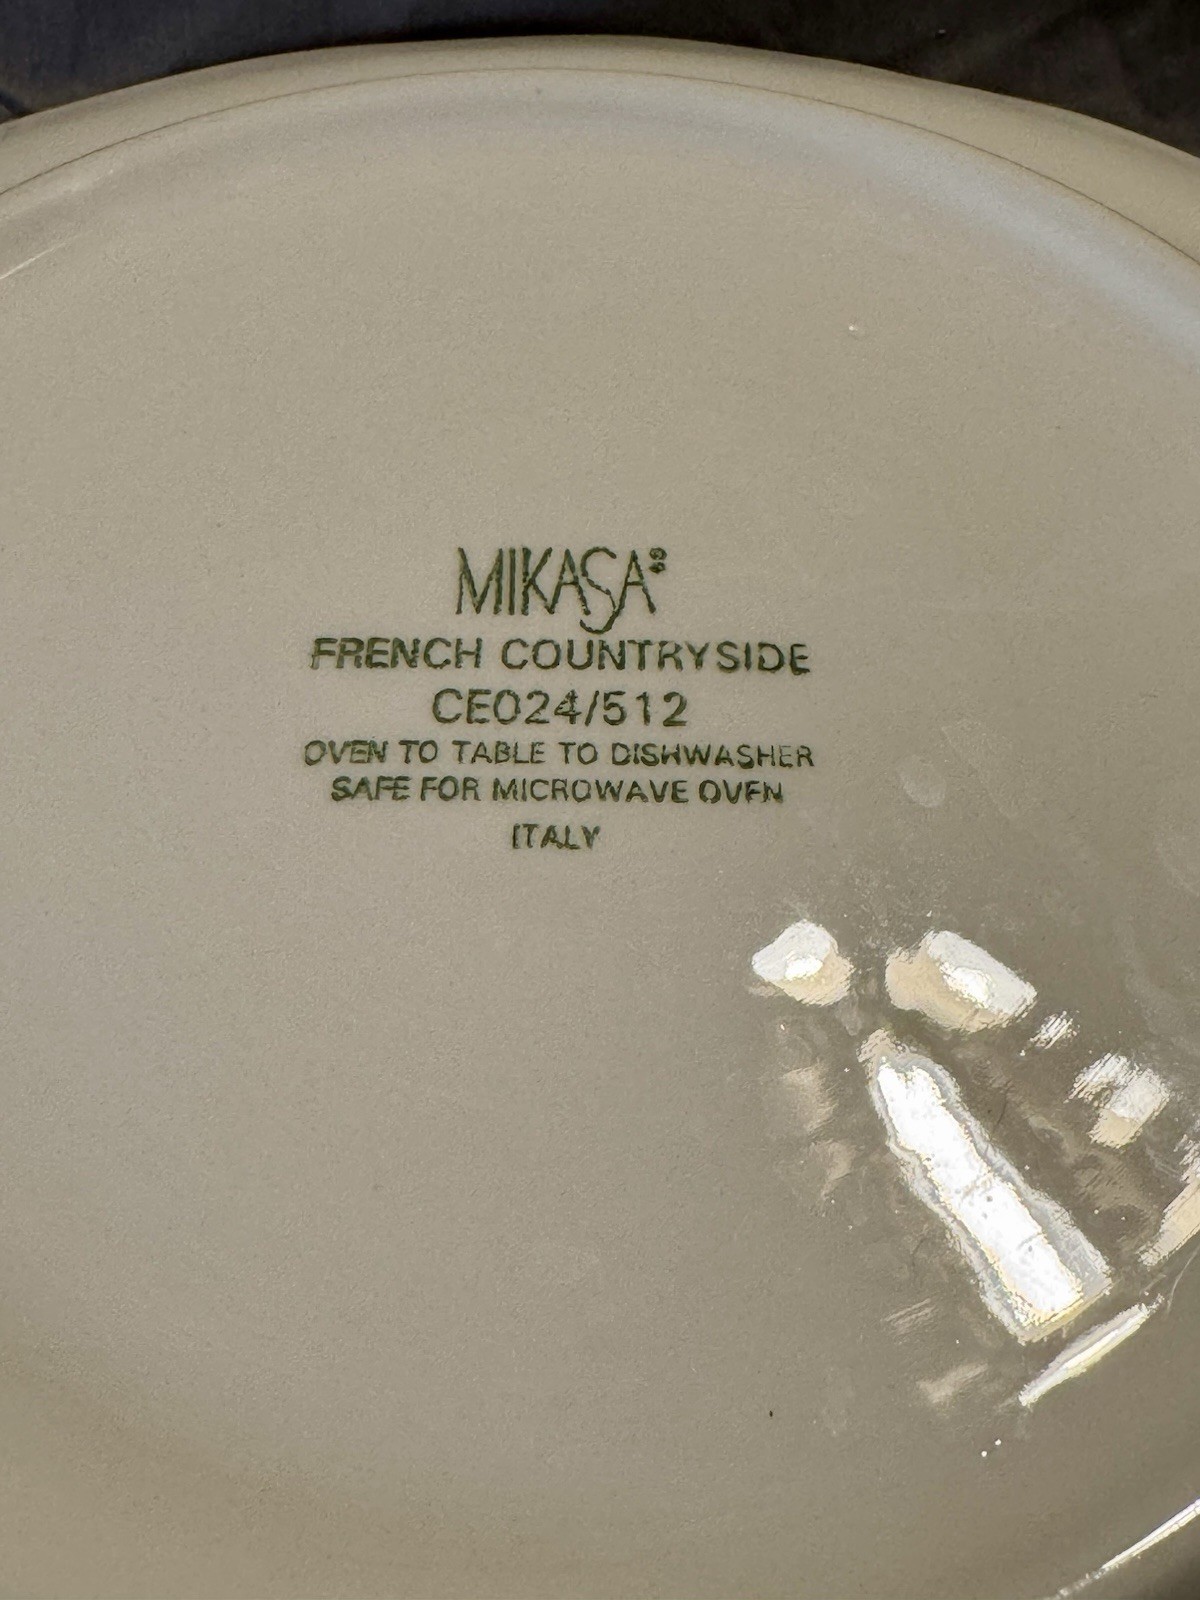 MIKASA®
FRENCH COUNTRYSIDE
CE024/512
OVEN TO TABLE TO DISHWASHER
SAFE FOR MICROWAVE OVEN
ITALY